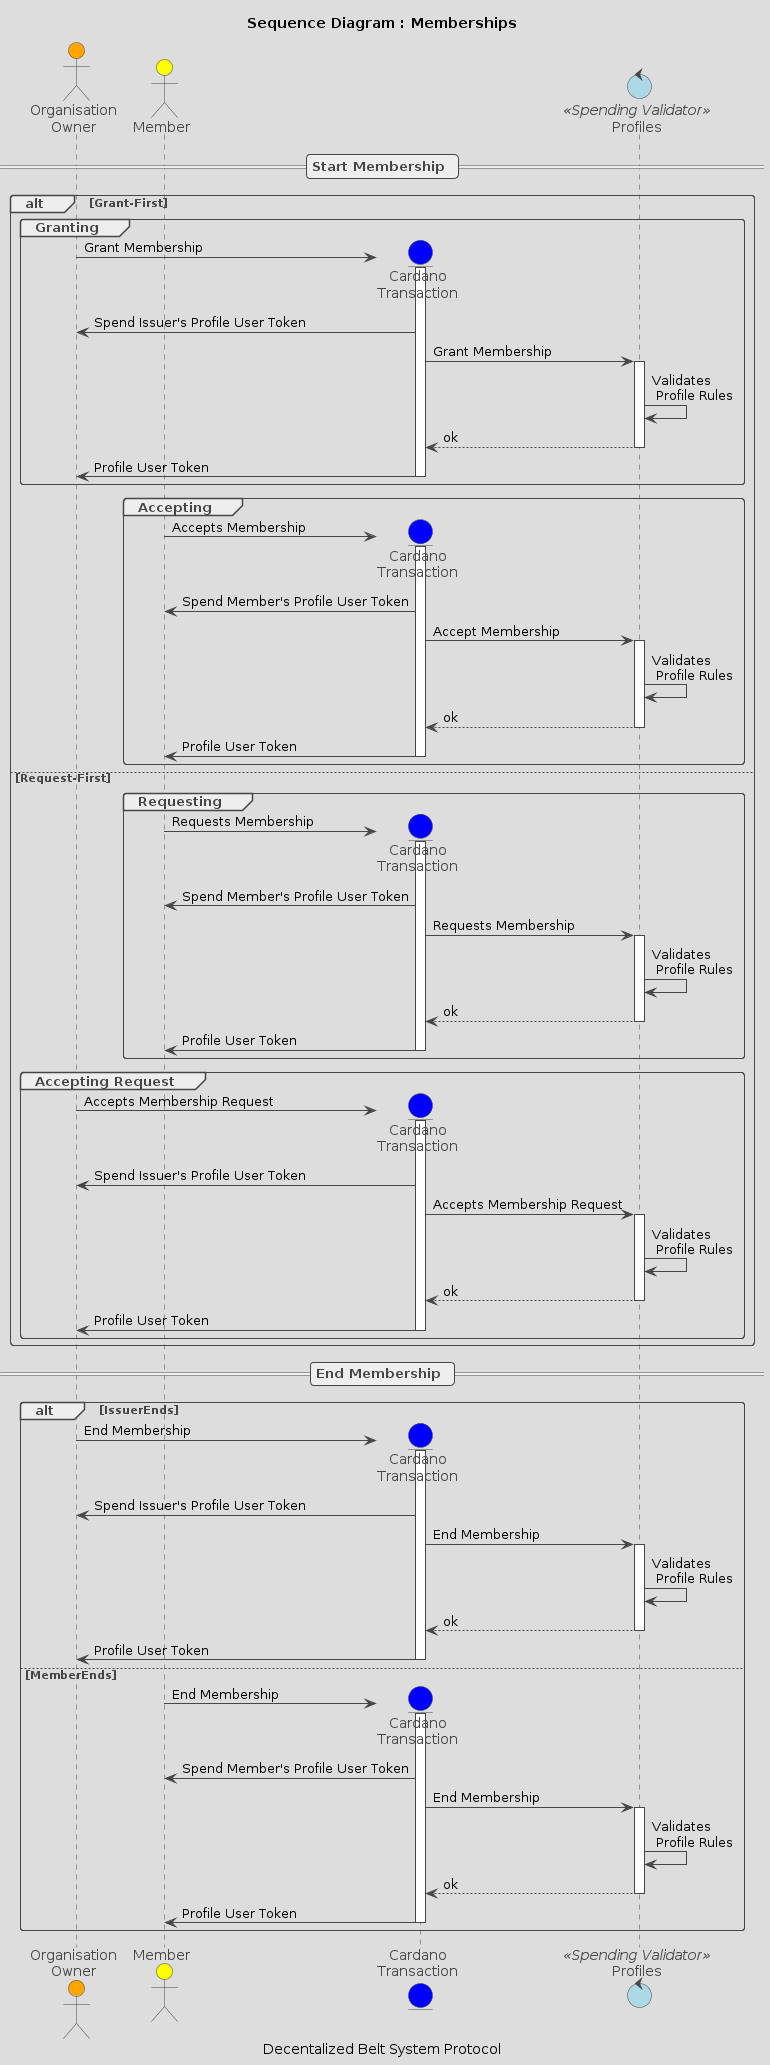 Sequence Diagram : Memberships
Organisation
Owner
Member
«Spending Validator»
Profiles
Start Membership
alt [Grant-First]
Granting
Grant Membership
Cardano
Transaction
Spend Issuer's Profile User Token
Grant Membership
Validates
Profile Rules
ok
Profile User Token
Accepting
Accepts Membership
Cardano
Transaction
Spend Member's Profile User Token
Accept Membership
Validates
Profile Rules
ok
Profile User Token
[Request-First]
Requesting
Requests Membership
Cardano
Transaction
Spend Member's Profile User Token
Requests Membership
Validates
Profile Rules
ok
Profile User Token
Accepting Request
Accepts Membership Request
Cardano
Transaction
Spend Issuer's Profile User Token
Accepts Membership Request
Validates
Profile Rules
ok
Profile User Token
End Membership
alt [IssuerEnds]
End Membership
Cardano
Transaction
Spend Issuer's Profile User Token
End Membership
Validates
Profile Rules
ok
Profile User Token
[MemberEnds]
End Membership
Cardano
Transaction
Spend Member's Profile User Token
End Membership
Validates
Profile Rules
ok
Profile User Token
Organisation
Owner
Member
Cardano
Transaction
«Spending Validator»
Profiles
Decentalized Belt System Protocol